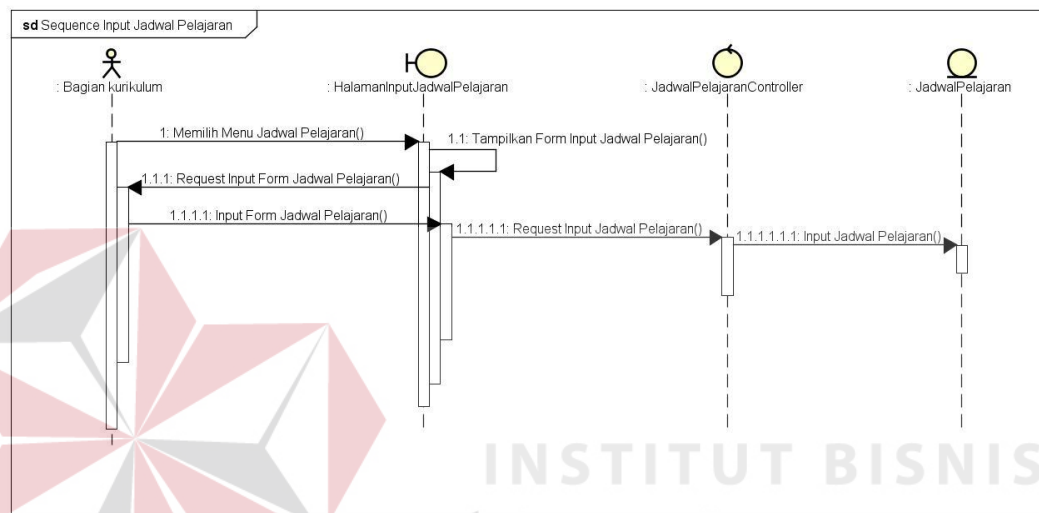 sd Sequence Input Jadwal Pelajaran
: Bagian kurikulum
: HalamanInputJadwalPelajaran
: JadwalPelajaranController
: JadwalPelajaran
1: Memilih Menu Jadwal Pelajaran()
1.1: Tampilkan Form Input Jadwal Pelajaran()
1.1.1: Request Input Form Jadwal Pelajaran()
1.1.1.1: Input Form Jadwal Pelajaran()
1.1.1.1.1: Request Input Jadwal Pelajaran()
1.1.1.1.1.1: Input Jadwal Pelajaran()
INSTITUT BISNIS